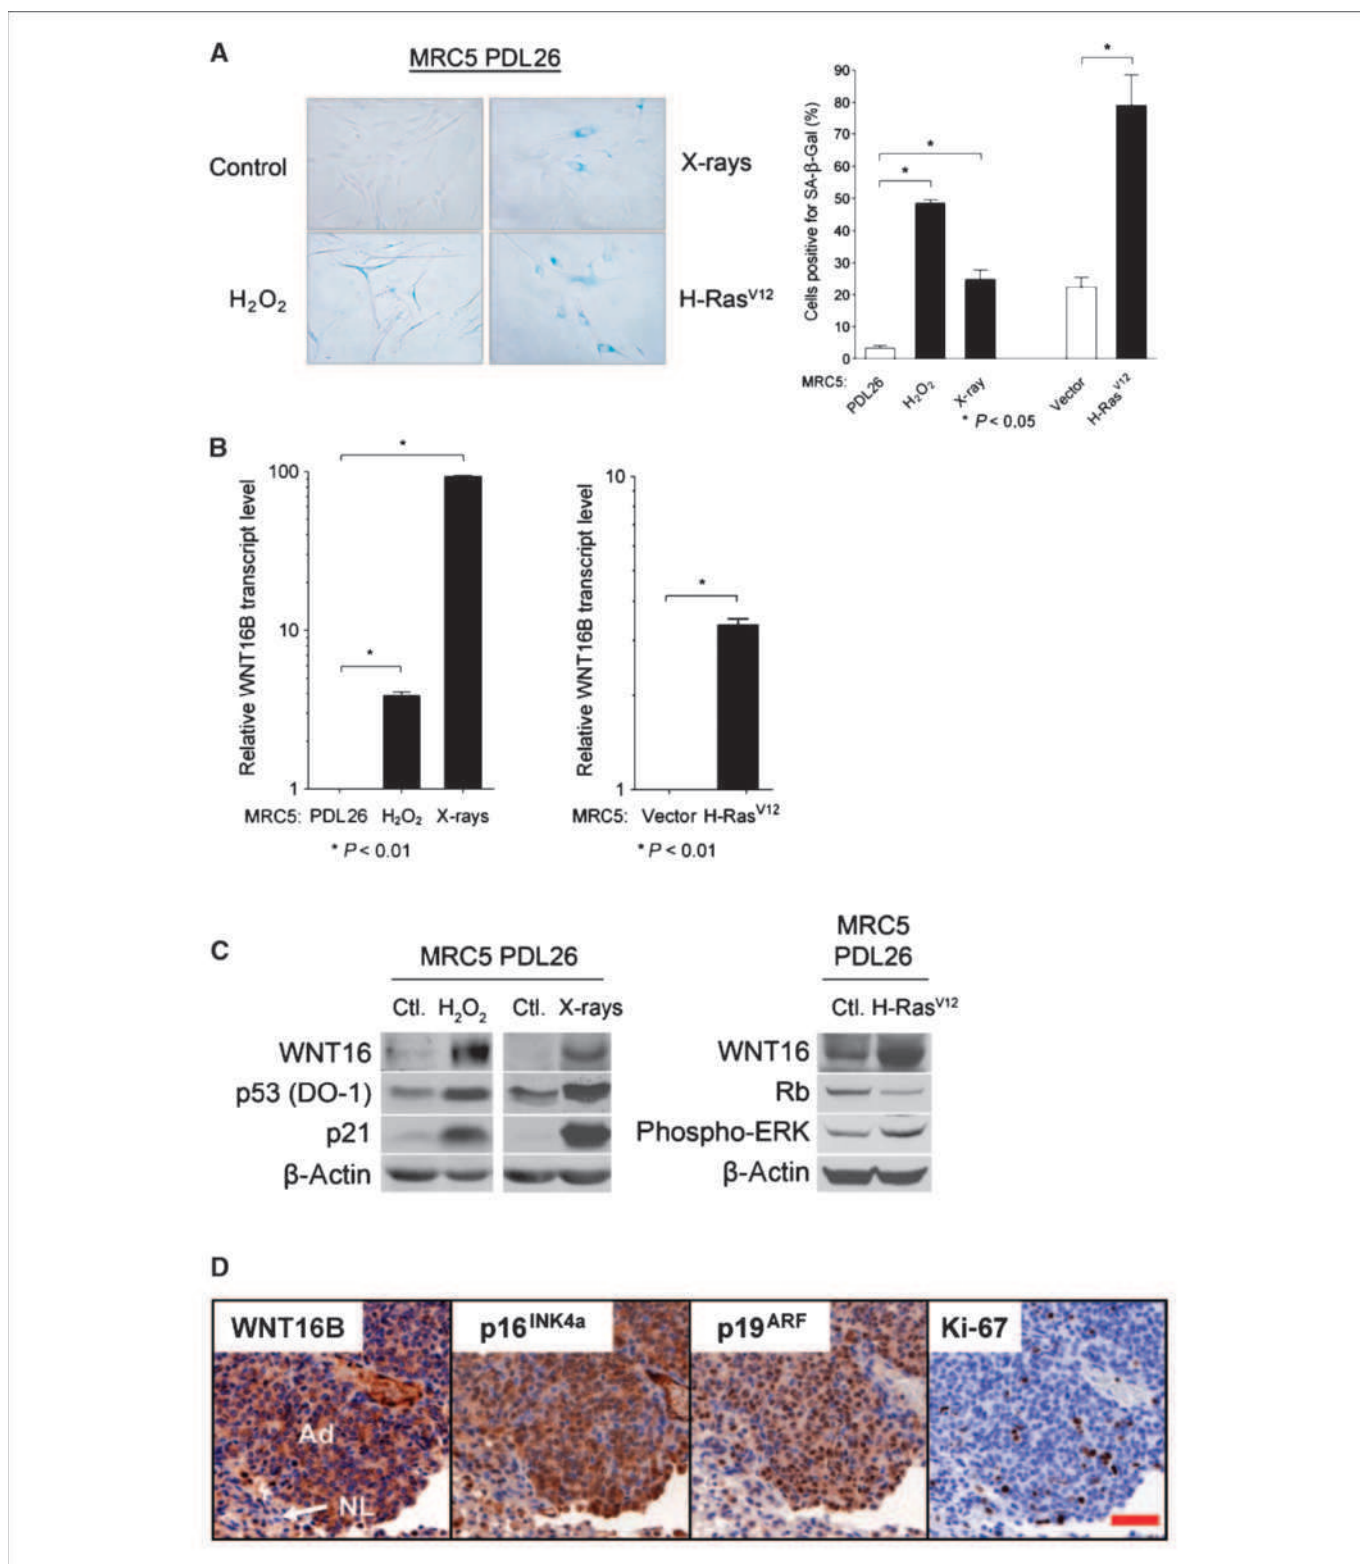 A
MRC5 PDL26
Control
X-rays
H₂O₂
H-Rasᵛ¹²
Cells positive for SA-β-Gal (%)
90
80
70
60
50
40
30
20
10
0
*
*
*
MRC5:
PDL26
H₂O₂
X-ray
Vector
H-Rasᵛ¹²
* P < 0.05
B
Relative WNT16B transcript level
100
10
1
*
*
MRC5: PDL26 H₂O₂ X-rays
* P < 0.01
Relative WNT16B transcript level
10
1
*
MRC5: Vector H-Rasᵛ¹²
* P < 0.01
C
MRC5 PDL26
Ctl. H₂O₂ Ctl. X-rays
WNT16
p53 (DO-1)
p21
β-Actin
MRC5
PDL26
Ctl. H-Rasᵛ¹²
WNT16
Rb
Phospho-ERK
β-Actin
D
WNT16B
Ad
NL
p16ᴵᴺᴷ⁴ᵃ
p19ᴬᴿᶠ
Ki-67